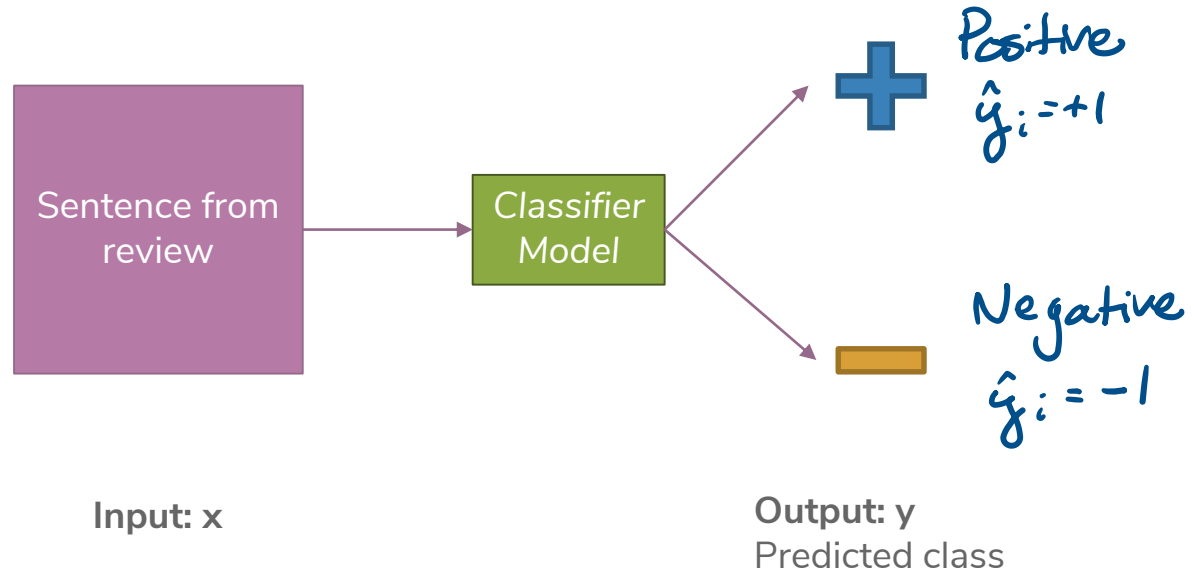 Sentence from
review
Classifier
Model
Positive
ŷᵢ = +1
Negative
ŷᵢ = -1
Input: x
Output: y
Predicted class